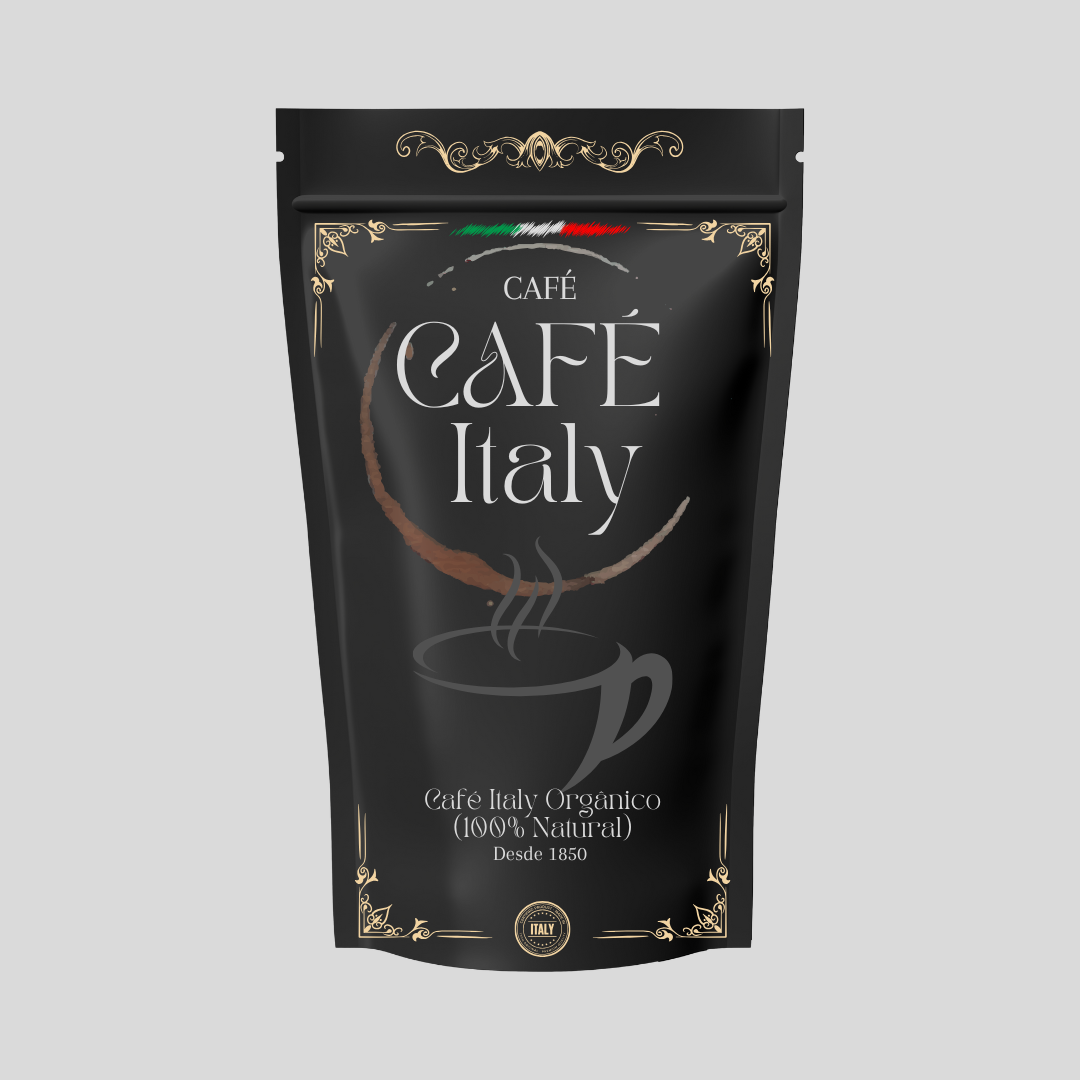 CAFÉ
CAFÉ
Italy
Café Italy Orgânico
(100% Natural)
Desde 1850
ITALY